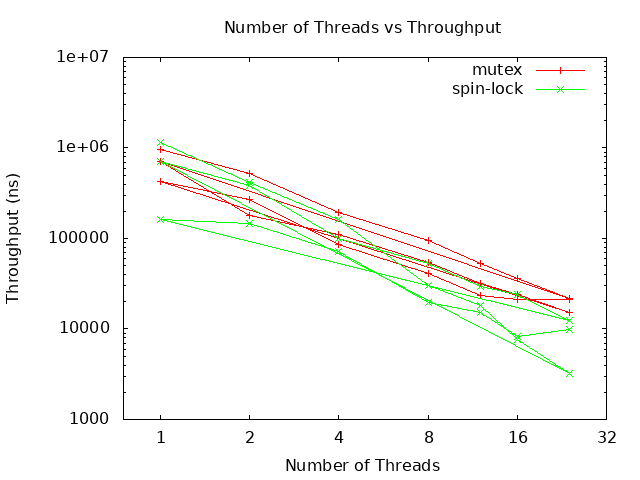 Number of Threads vs Throughput
mutex
spin-lock
Throughput (ns)
1e+07
1e+06
100000
10000
1000
1 2 4 8 16 32
Number of Threads